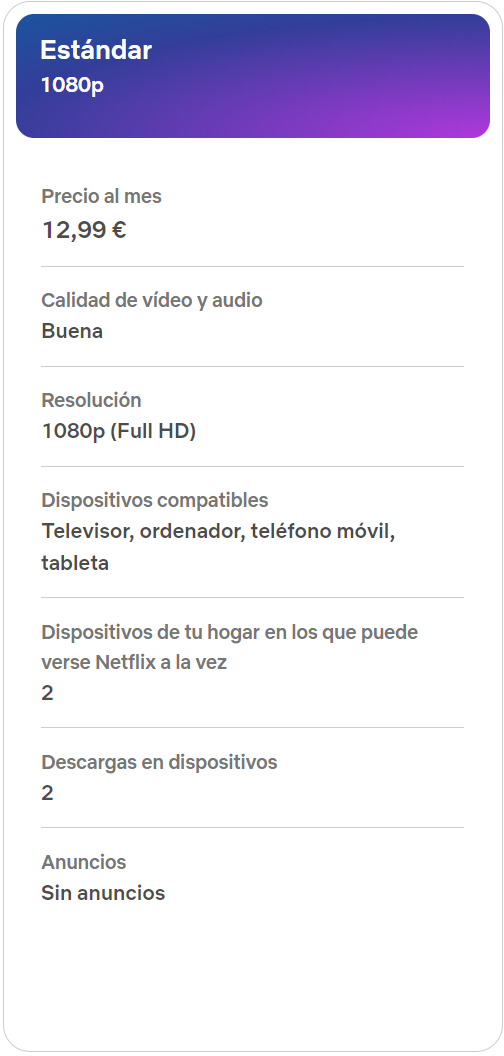 Estándar
1080p
Precio al mes
12,99 €
Calidad de vídeo y audio
Buena
Resolución
1080p (Full HD)
Dispositivos compatibles
Televisor, ordenador, teléfono móvil,
tableta
Dispositivos de tu hogar en los que puede
verse Netflix a la vez
2
Descargas en dispositivos
2
Anuncios
Sin anuncios